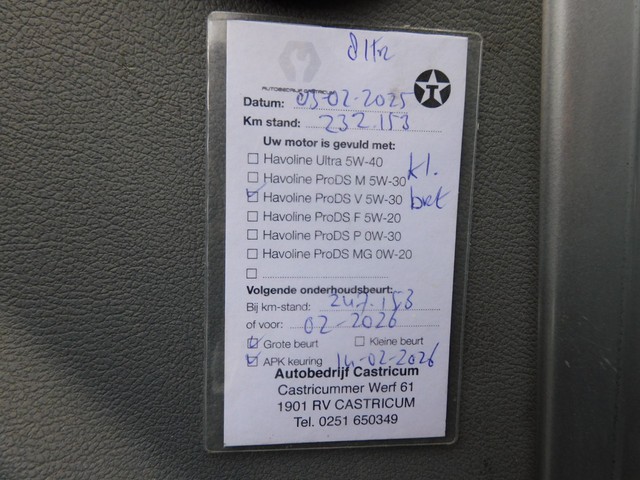 8 ltr
AUTOBEDRIJF CASTRICUM
T
Datum: 05-02-2025
Km stand: 232.153
Uw motor is gevuld met:
Havoline Ultra 5W-40
Havoline ProDS M 5W-30 kl.
Havoline ProDS V 5W-30 burt
Havoline ProDS F 5W-20
Havoline ProDS P 0W-30
Havoline ProDS MG 0W-20
Volgende onderhoudsbeurt:
Bij km-stand: 247.153
of voor: 02-2026
Grote beurt Kleine beurt
APK keuring 14-02-2026
Autobedrijf Castricum
Castricummer Werf 61
1901 RV CASTRICUM
Tel. 0251 650349